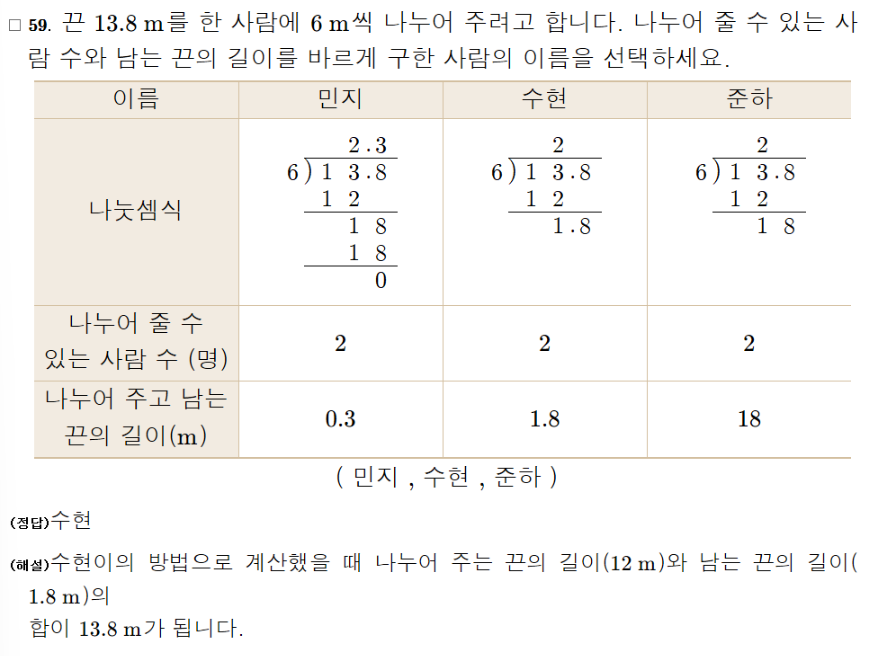 □ 59. 끈 13.8 m를 한 사람에 6 m씩 나누어 주려고 합니다. 나누어 줄 수 있는 사
람 수와 남는 끈의 길이를 바르게 구한 사람의 이름을 선택하세요.
이름 민지 수현 준하
나눗셈식
2.3
6)13.8
12
18
18
0
2
6)13.8
12
1.8
2
6)13.8
12
18
나누어 줄 수
있는 사람 수 (명)
2 2 2
나누어 주고 남는
끈의 길이(m)
0.3 1.8 18
( 민지 , 수현 , 준하 )
(정답)수현
(해설)수현이의 방법으로 계산했을 때 나누어 주는 끈의 길이(12 m)와 남는 끈의 길이(
1.8 m)의
합이 13.8 m가 됩니다.